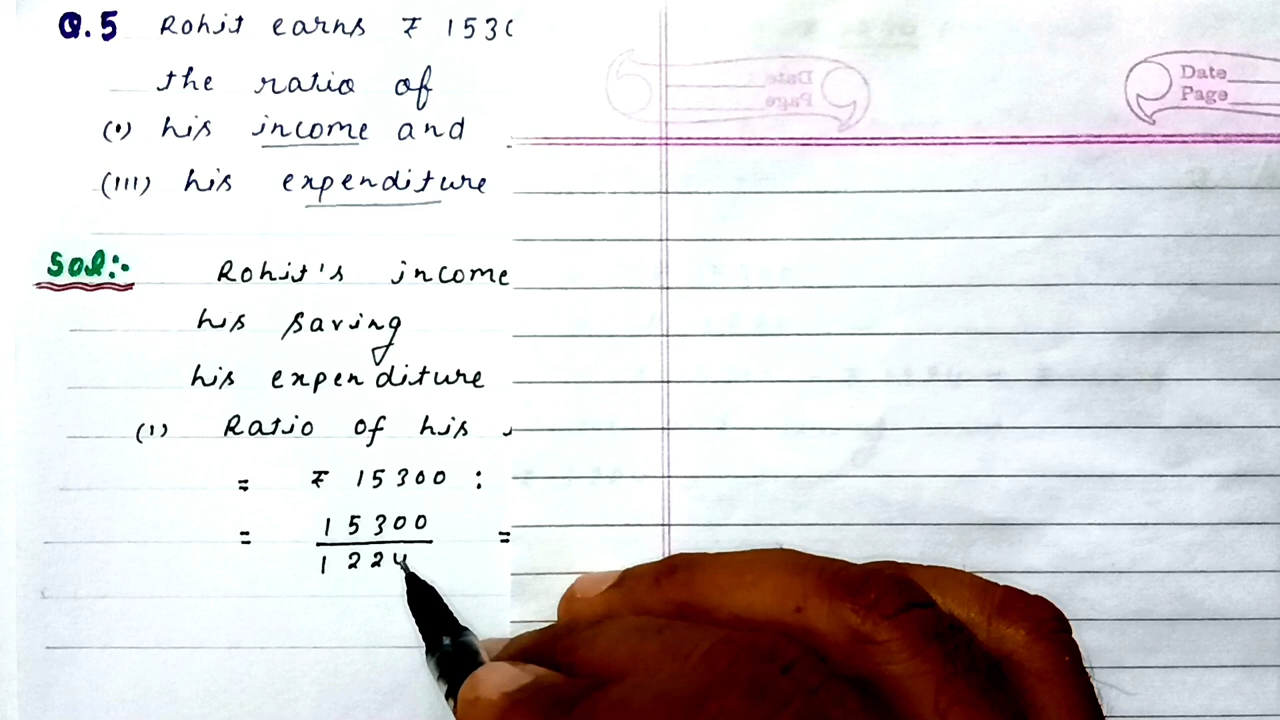 Q.5 Rohit earns ₹ 1530
the ratio of
(i) his income and
(III) his expenditure
Sol:-
Rohit's income
his saving
his expenditure
(i) Ratio of his
= ₹ 15300 :
= 15300 =
1224
Date
Page
Date
Page